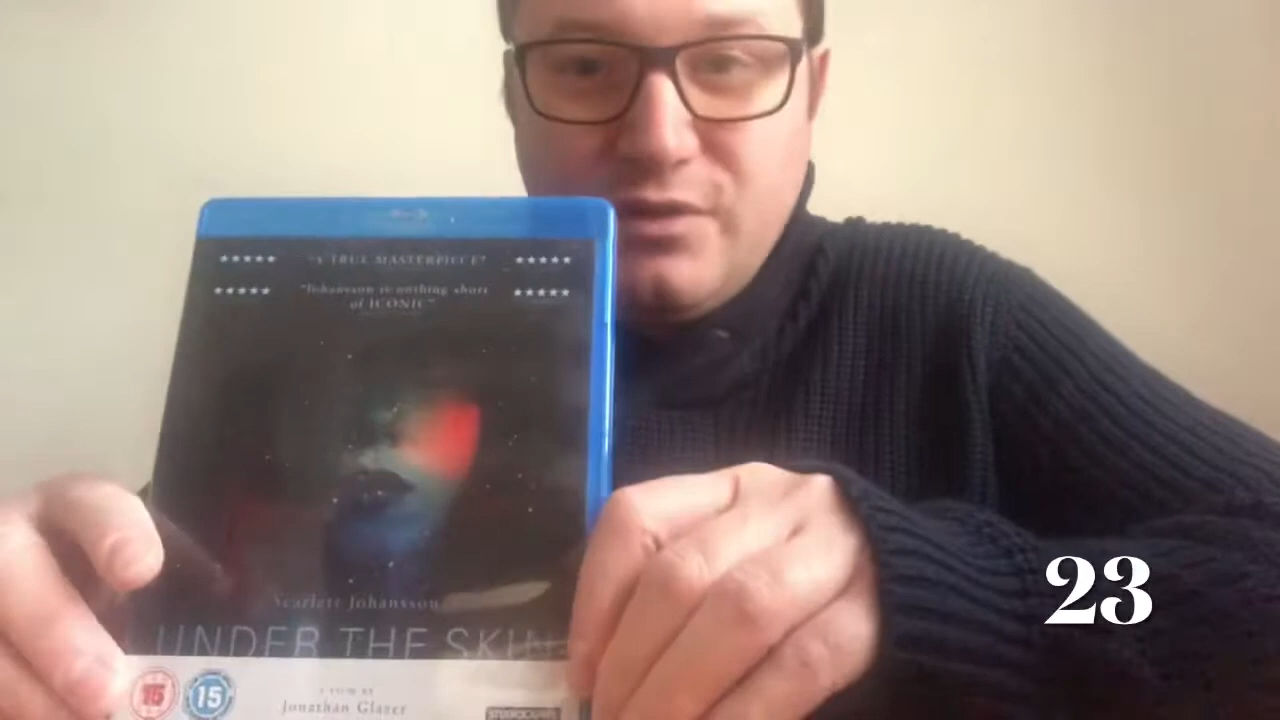 ★★★★★ "A TRUE MASTERPIECE" ★★★★★
★★★★★ "Johansson is nothing short ★★★★★
of ICONIC"
Scarlett Johansson
UNDER THE SKIN
15 15
A FILM BY
Jonathan Glazer
STUDIOCANAL
23